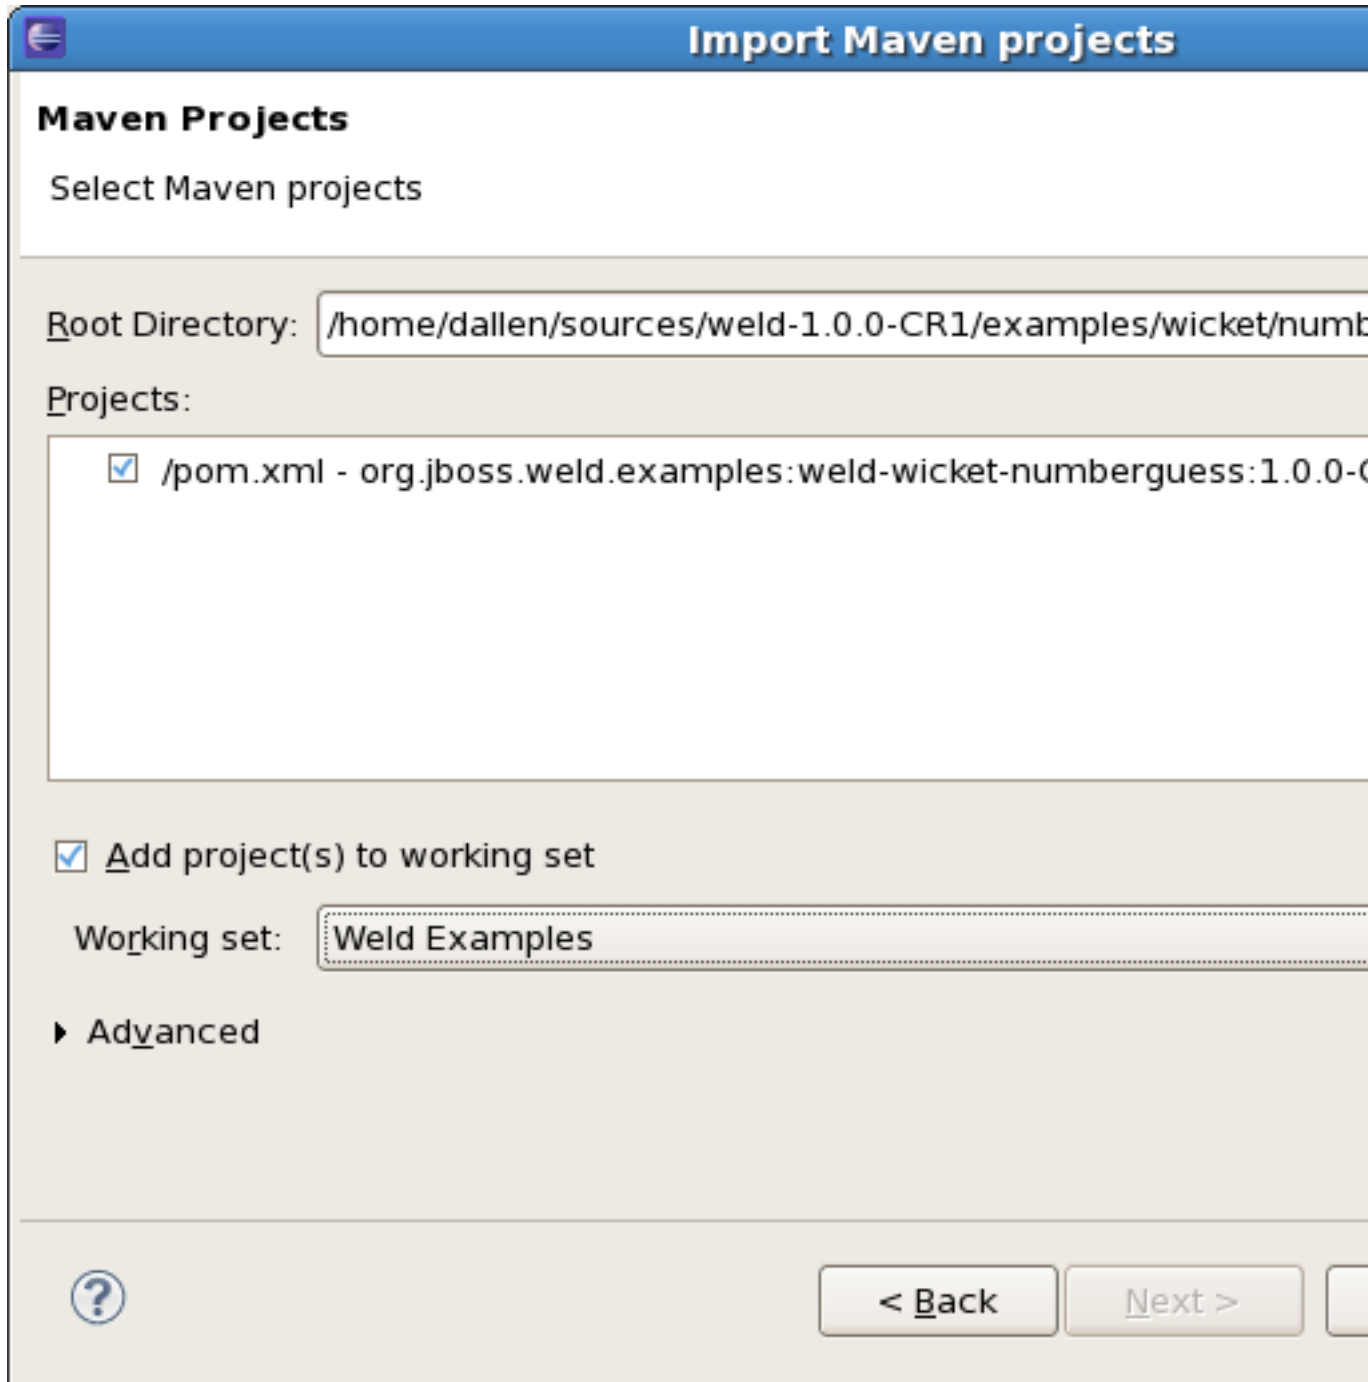 Import Maven projects
Maven Projects
Select Maven projects
Root Directory: /home/dallen/sources/weld-1.0.0-CR1/examples/wicket/numb
Projects:
/pom.xml - org.jboss.weld.examples:weld-wicket-numberguess:1.0.0-C
Add project(s) to working set
Working set: Weld Examples
Advanced
? < Back Next >